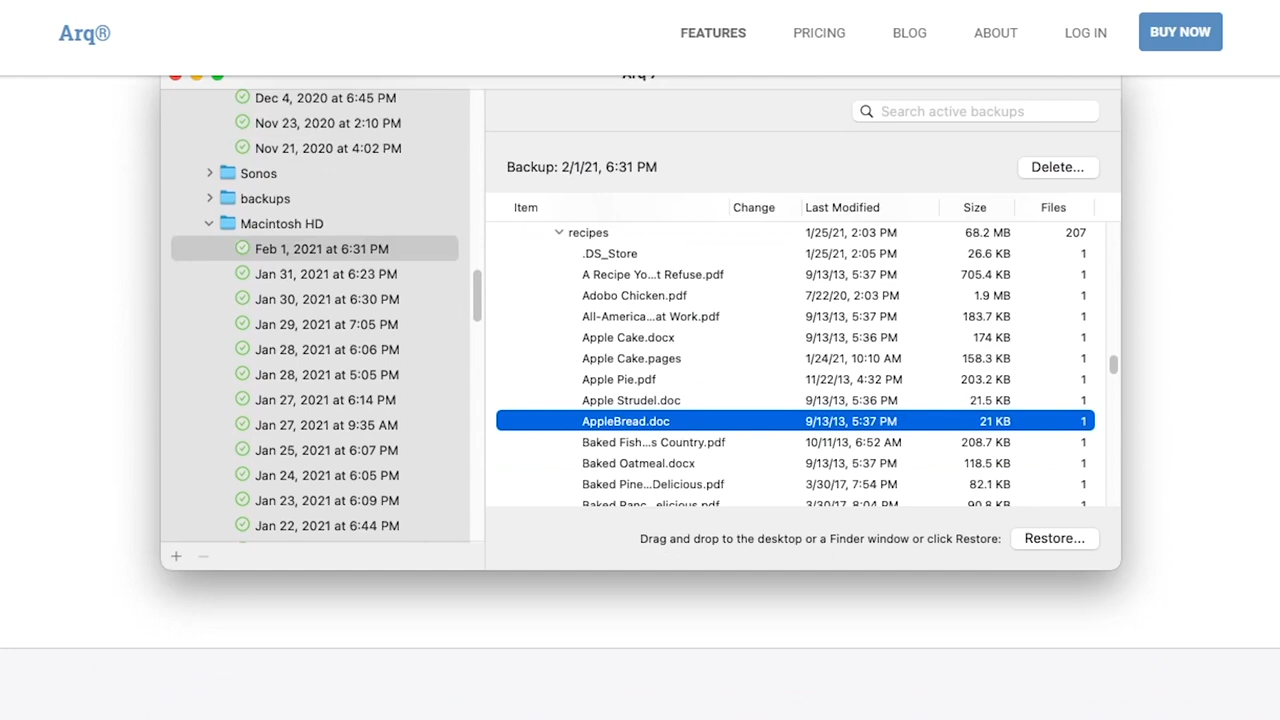 Arq®
FEATURES
PRICING
BLOG
ABOUT
LOG IN
BUY NOW
Dec 4, 2020 at 6:45 PM
Nov 23, 2020 at 2:10 PM
Nov 21, 2020 at 4:02 PM
Sonos
backups
Macintosh HD
Feb 1, 2021 at 6:31 PM
Jan 31, 2021 at 6:23 PM
Jan 30, 2021 at 6:30 PM
Jan 29, 2021 at 7:05 PM
Jan 28, 2021 at 6:06 PM
Jan 28, 2021 at 5:05 PM
Jan 27, 2021 at 6:14 PM
Jan 27, 2021 at 9:35 AM
Jan 25, 2021 at 6:07 PM
Jan 24, 2021 at 6:05 PM
Jan 23, 2021 at 6:09 PM
Jan 22, 2021 at 6:44 PM
Search active backups
Backup: 2/1/21, 6:31 PM
Delete...
Item Change Last Modified Size Files
recipes 1/25/21, 2:03 PM 68.2 MB 207
.DS_Store 1/25/21, 2:05 PM 26.6 KB 1
A Recipe Yo...t Refuse.pdf 9/13/13, 5:37 PM 705.4 KB 1
Adobo Chicken.pdf 7/22/20, 2:03 PM 1.9 MB 1
All-America...at Work.pdf 9/13/13, 5:37 PM 183.7 KB 1
Apple Cake.docx 9/13/13, 5:36 PM 174 KB 1
Apple Cake.pages 1/24/21, 10:10 AM 158.3 KB 1
Apple Pie.pdf 11/22/13, 4:32 PM 203.2 KB 1
Apple Strudel.doc 9/13/13, 5:36 PM 21.5 KB 1
AppleBread.doc 9/13/13, 5:37 PM 21 KB 1
Baked Fish...s Country.pdf 10/11/13, 6:52 AM 208.7 KB 1
Baked Oatmeal.docx 9/13/13, 5:37 PM 118.5 KB 1
Baked Pine...Delicious.pdf 3/30/17, 7:54 PM 82.1 KB 1
Baked Panc...elicious.pdf 3/30/17, 8:04 PM 90.8 KB 1
Drag and drop to the desktop or a Finder window or click Restore:
Restore...